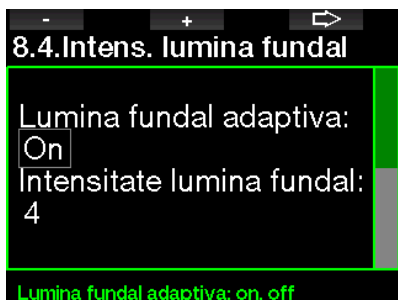 - +
8.4.Intens. lumina fundal
Lumina fundal adaptiva:
On
Intensitate lumina fundal:
4
Lumina fundal adaptiva: on, off